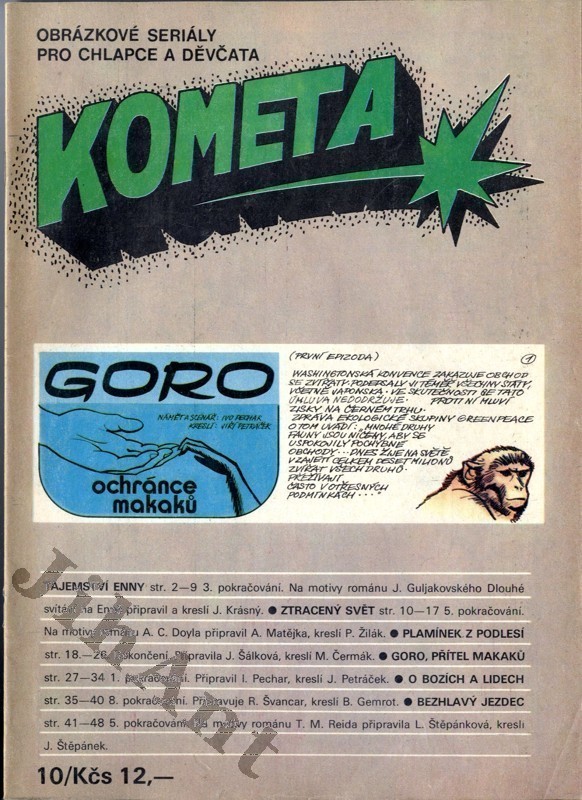 OBRÁZKOVÉ SERIÁLY
PRO CHLAPCE A DĚVČATA
KOMETA
GORO
NÁMĚT A SCÉNÁŘ: IVO PECHAR
KRESLÍ: JIŘÍ PETRÁČEK
ochránce
makaků
(PRVNÍ EPIZODA) 1
WASHINGTONSKÁ KONVENCE ZAKAZUJE OBCHOD
SE ZVÍŘATY. PODEPSALY JI TÉMĚŘ VŠECHNY STÁTY,
VČETNĚ JAPONSKA. VE SKUTEČNOSTI SE TATO
ÚMLUVA NEDODRŽUJE. PROTI NÍ MLUVÍ
ZISKY NA ČERNÉM TRHU.
ZPRÁVA EKOLOGICKÉ SKUPINY GREENPEACE
O TOM UVÁDÍ: „MNOHÉ DRUHY
FAUNY JSOU NIČENY, ABY SE
USPOKOJILY POCHYBNÉ
OBCHODY... DNES ŽIJE NA SVĚTĚ
V ZAJETÍ CELKEM DESET MILIONŮ
ZVÍŘAT VŠECH DRUHŮ.
PŘEŽÍVAJÍ
ČASTO V OTŘESNÝCH
PODMÍNKÁCH..."
TAJEMSTVÍ ENNY str. 2—9 3. pokračování. Na motivy románu J. Guljakovského Dlouhé
svítání na Enně připravil a kreslí J. Krásný. ● ZTRACENÝ SVĚT str. 10—17 5. pokračování.
Na motivy románu A. C. Doyla připravil A. Matějka, kreslí P. Žilák. ● PLAMÍNEK Z PODLESÍ
str. 18.—26 dokončení. Připravila J. Šálková, kreslí M. Čermák. ● GORO, PŘÍTEL MAKAKŮ
str. 27—34 1. pokračování. Připravil I. Pechar, kreslí J. Petráček. ● O BOZÍCH A LIDECH
str. 35—40 8. pokračování. Připravuje R. Švancar, kreslí B. Gemrot. ● BEZHLAVÝ JEZDEC
str. 41—48 5. pokračování. Na motivy románu T. M. Reida připravila L. Štěpánková, kreslí
J. Štěpánek.
10/Kčs 12,—
JihAnt